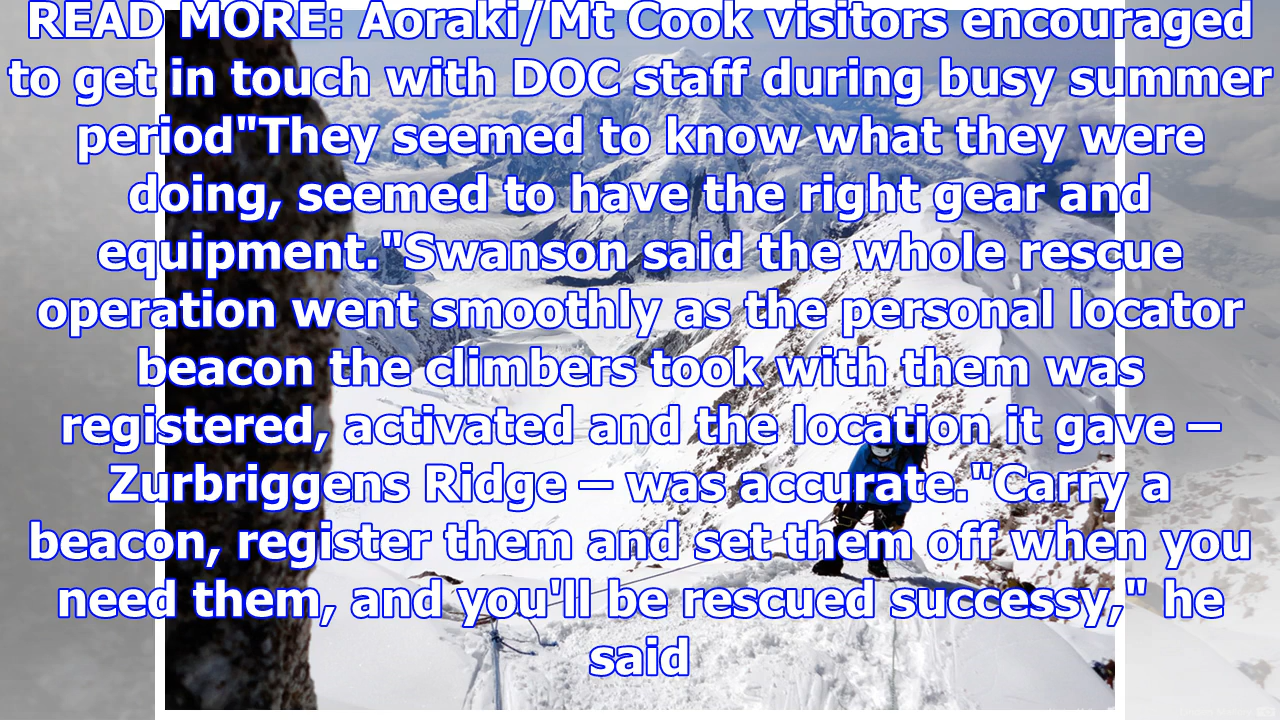 READ MORE: Aoraki/Mt Cook visitors encouraged
to get in touch with DOC staff during busy summer
period"They seemed to know what they were
doing, seemed to have the right gear and
equipment."Swanson said the whole rescue
operation went smoothly as the personal locator
beacon the climbers took with them was
registered, activated and the location it gave –
Zurbriggens Ridge – was accurate."Carry a
beacon, register them and set them off when you
need them, and you'll be rescued successy," he
said